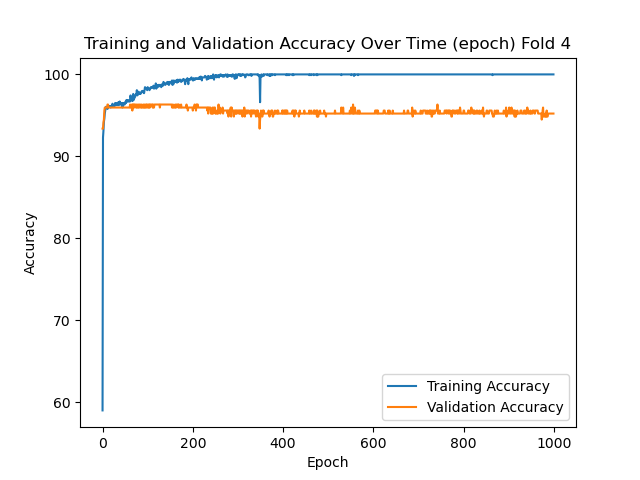 Training and Validation Accuracy Over Time (epoch) Fold 4
100
90
80
70
60
Accuracy
Training Accuracy
Validation Accuracy
0 200 400 600 800 1000
Epoch